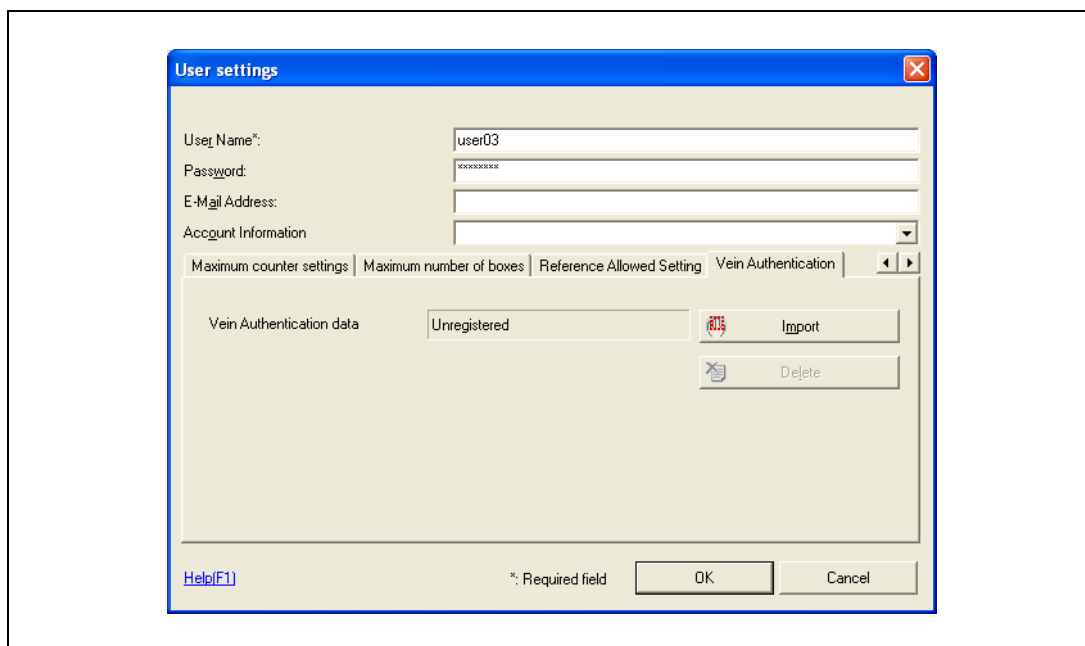 User settings
User Name*:
user03
Password:
********
E-Mail Address:
Account Information
Maximum counter settings Maximum number of boxes Reference Allowed Setting Vein Authentication
Vein Authentication data Unregistered Import
Delete
Help(F1) *: Required field OK Cancel